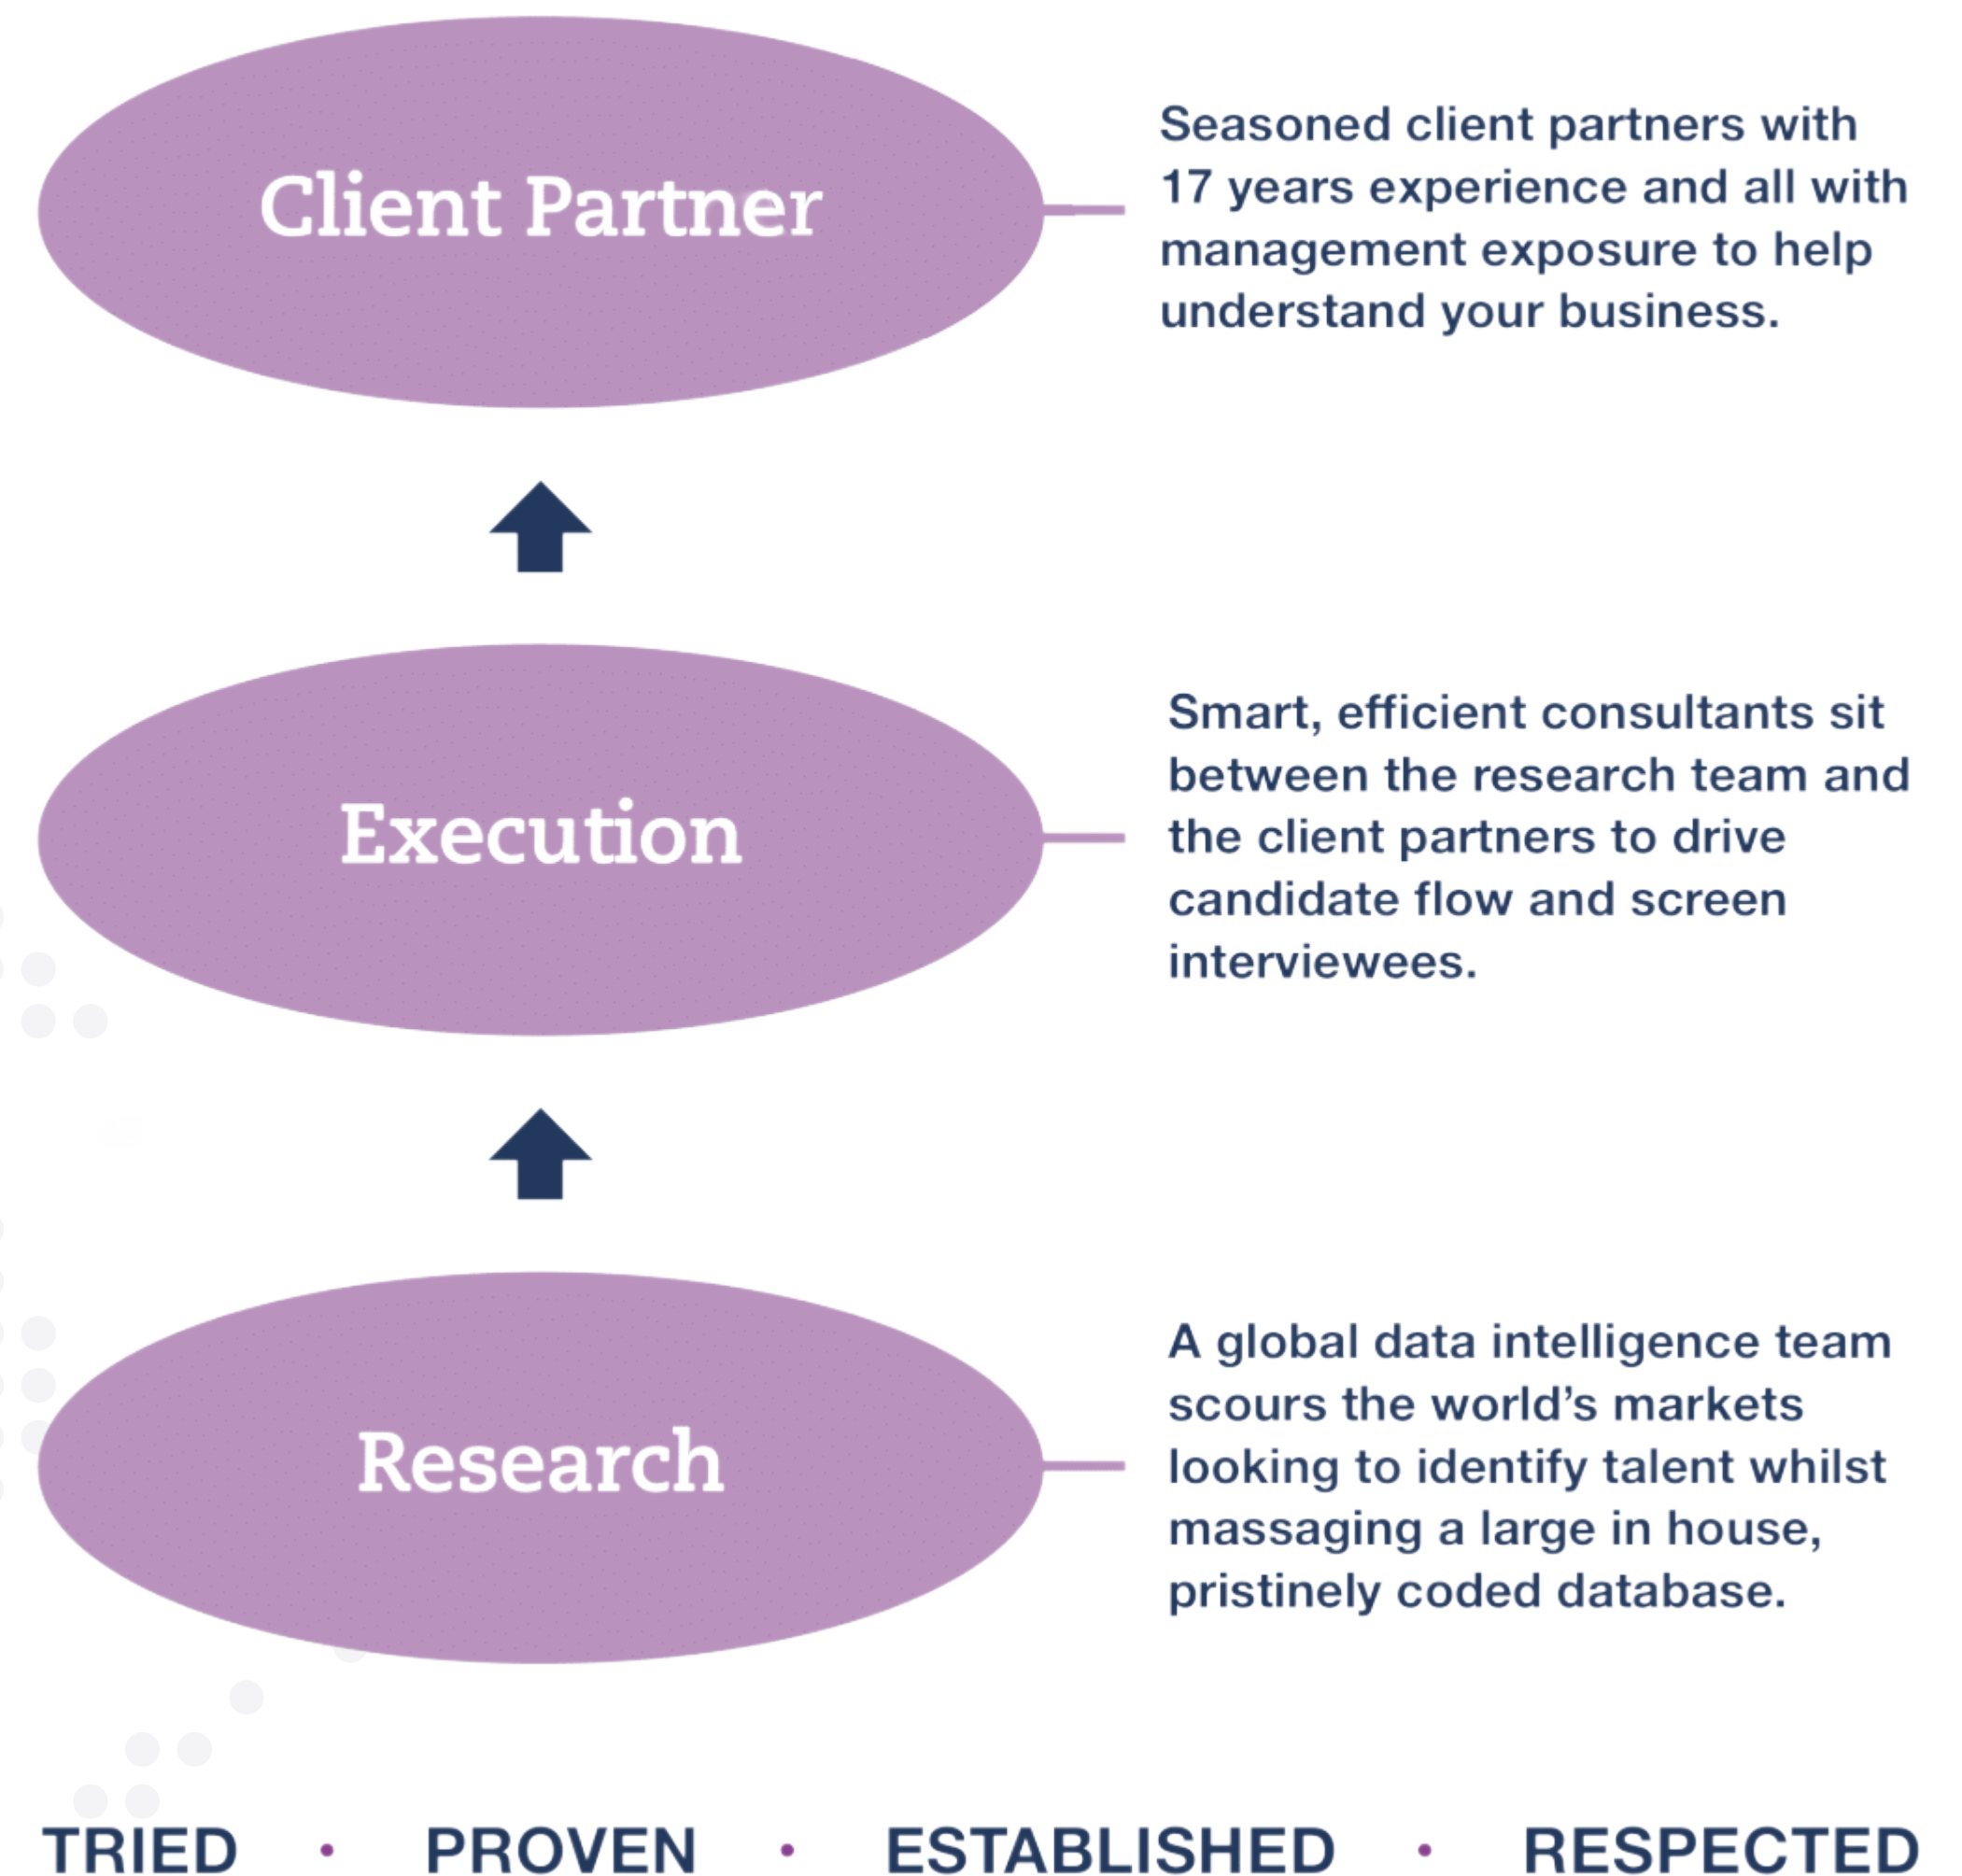 Client Partner
Seasoned client partners with
17 years experience and all with
management exposure to help
understand your business.
Execution
Smart, efficient consultants sit
between the research team and
the client partners to drive
candidate flow and screen
interviewees.
Research
A global data intelligence team
scours the world’s markets
looking to identify talent whilst
massaging a large in house,
pristinely coded database.
TRIED • PROVEN • ESTABLISHED • RESPECTED